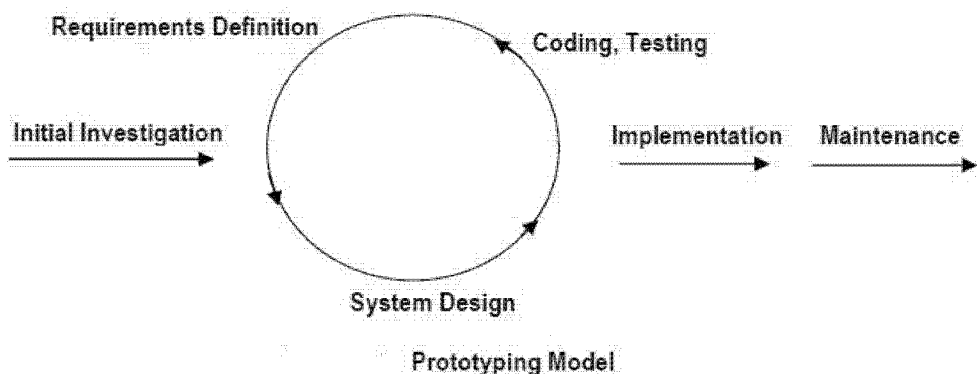 Requirements Definition
Coding, Testing
Initial Investigation
Implementation
Maintenance
System Design
Prototyping Model